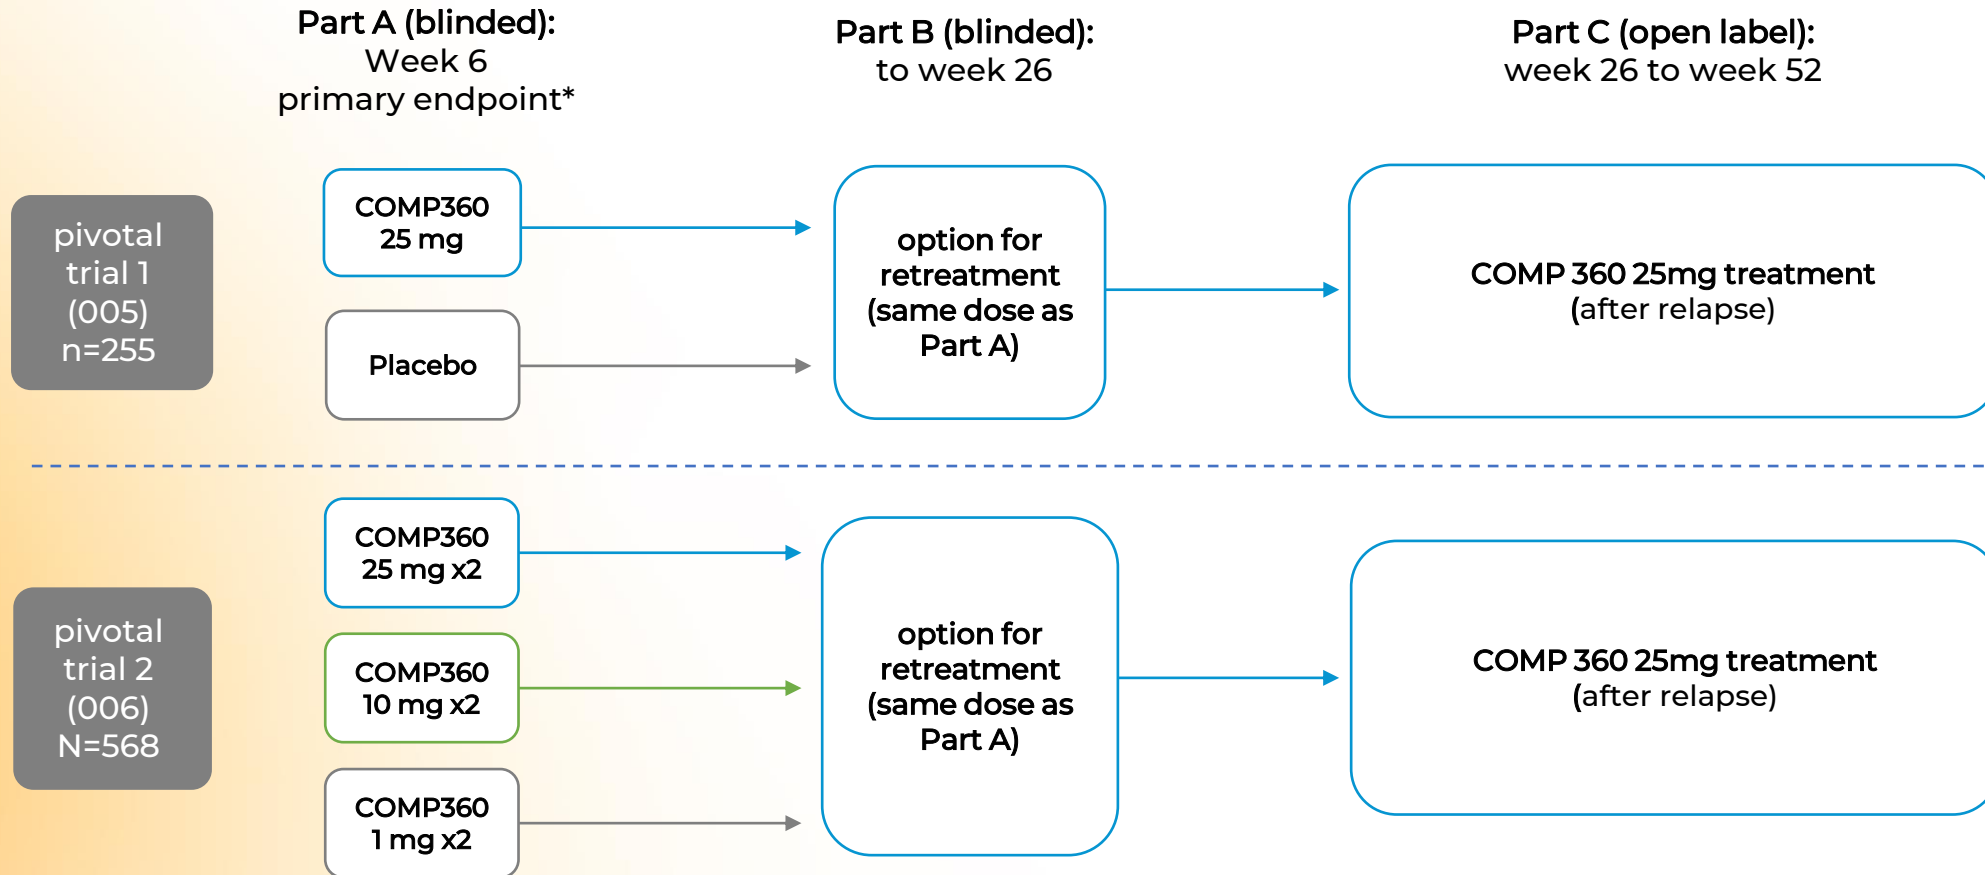 Part A (blinded):
Week 6
primary endpoint*
Part B (blinded):
to week 26
Part C (open label):
week 26 to week 52
pivotal
trial 1
(005)
n=255
COMP360
25 mg
Placebo
option for
retreatment
(same dose as
Part A)
COMP 360 25mg treatment
(after relapse)
pivotal
trial 2
(006)
N=568
COMP360
25 mg x2
COMP360
10 mg x2
COMP360
1 mg x2
option for
retreatment
(same dose as
Part A)
COMP 360 25mg treatment
(after relapse)